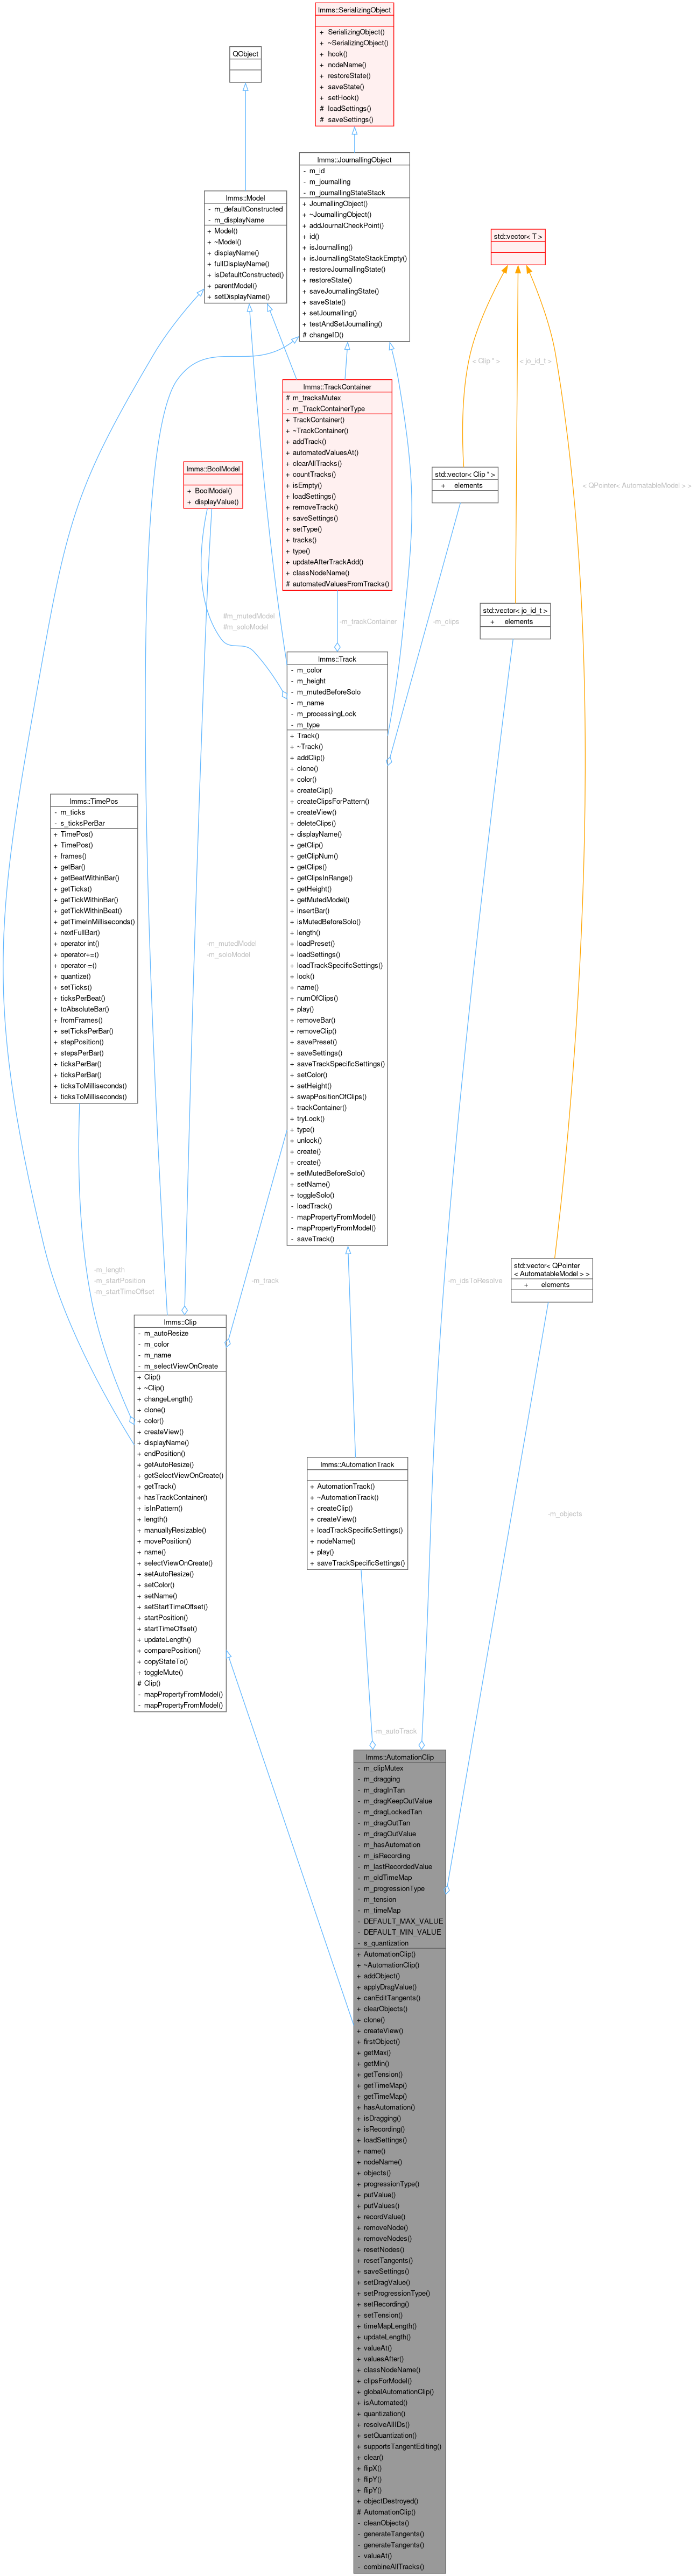 lmms::SerializingObject
+ SerializingObject()
+ ~SerializingObject()
+ hook()
+ nodeName()
+ restoreState()
+ saveState()
+ setHook()
# loadSettings()
# saveSettings()
QObject
lmms::JournallingObject
- m_id
- m_journalling
- m_journallingStateStack
+ JournallingObject()
+ ~JournallingObject()
+ addJournalCheckPoint()
+ id()
+ isJournalling()
+ isJournallingStateStackEmpty()
+ restoreJournallingState()
+ restoreState()
+ saveJournallingState()
+ saveState()
+ setJournalling()
+ testAndSetJournalling()
# changeID()
lmms::Model
- m_defaultConstructed
- m_displayName
+ Model()
+ ~Model()
+ displayName()
+ fullDisplayName()
+ isDefaultConstructed()
+ parentModel()
+ setDisplayName()
std::vector< T >
< Clip * >
< jo_id_t >
< QPointer< AutomatableModel > >
lmms::TrackContainer
# m_tracksMutex
- m_TrackContainerType
+ TrackContainer()
+ ~TrackContainer()
+ addTrack()
+ automatedValuesAt()
+ clearAllTracks()
+ countTracks()
+ isEmpty()
+ loadSettings()
+ removeTrack()
+ saveSettings()
+ setType()
+ tracks()
+ type()
+ updateAfterTrackAdd()
+ classNodeName()
# automatedValuesFromTracks()
lmms::BoolModel
+ BoolModel()
+ displayValue()
std::vector< Clip * >
+ elements
std::vector< jo_id_t >
+ elements
#m_mutedModel
#m_soloModel
-m_trackContainer
-m_clips
lmms::Track
- m_color
- m_height
- m_mutedBeforeSolo
- m_name
- m_processingLock
- m_type
+ Track()
+ ~Track()
+ addClip()
+ clone()
+ color()
+ createClip()
+ createClipsForPattern()
+ createView()
+ deleteClips()
+ displayName()
+ getClip()
+ getClipNum()
+ getClips()
+ getClipsInRange()
+ getHeight()
+ getMutedModel()
+ insertBar()
+ isMutedBeforeSolo()
+ length()
+ loadPreset()
+ loadSettings()
+ loadTrackSpecificSettings()
+ lock()
+ name()
+ numOfClips()
+ play()
+ removeBar()
+ removeClip()
+ savePreset()
+ saveSettings()
+ saveTrackSpecificSettings()
+ setColor()
+ setHeight()
+ swapPositionOfClips()
+ trackContainer()
+ tryLock()
+ type()
+ unlock()
+ create()
+ create()
+ setMutedBeforeSolo()
+ setName()
+ toggleSolo()
- loadTrack()
- mapPropertyFromModel()
- mapPropertyFromModel()
- saveTrack()
lmms::TimePos
- m_ticks
- s_ticksPerBar
+ TimePos()
+ TimePos()
+ frames()
+ getBar()
+ getBeatWithinBar()
+ getTicks()
+ getTickWithinBar()
+ getTickWithinBeat()
+ getTimeInMilliseconds()
+ nextFullBar()
+ operator int()
+ operator+=()
+ operator-=()
+ quantize()
+ setTicks()
+ ticksPerBeat()
+ toAbsoluteBar()
+ fromFrames()
+ setTicksPerBar()
+ stepPosition()
+ stepsPerBar()
+ ticksPerBar()
+ ticksPerBar()
+ ticksToMilliseconds()
+ ticksToMilliseconds()
-m_mutedModel
-m_soloModel
-m_length
-m_startPosition
-m_startTimeOffset
-m_track
-m_idsToResolve
std::vector< QPointer
< AutomatableModel > >
+ elements
lmms::Clip
- m_autoResize
- m_color
- m_name
- m_selectViewOnCreate
+ Clip()
+ ~Clip()
+ changeLength()
+ clone()
+ color()
+ createView()
+ displayName()
+ endPosition()
+ getAutoResize()
+ getSelectViewOnCreate()
+ getTrack()
+ hasTrackContainer()
+ isInPattern()
+ length()
+ manuallyResizable()
+ movePosition()
+ name()
+ selectViewOnCreate()
+ setAutoResize()
+ setColor()
+ setName()
+ setStartTimeOffset()
+ startPosition()
+ startTimeOffset()
+ updateLength()
+ comparePosition()
+ copyStateTo()
+ toggleMute()
# Clip()
- mapPropertyFromModel()
- mapPropertyFromModel()
lmms::AutomationTrack
+ AutomationTrack()
+ ~AutomationTrack()
+ createClip()
+ createView()
+ loadTrackSpecificSettings()
+ nodeName()
+ play()
+ saveTrackSpecificSettings()
-m_objects
-m_autoTrack
lmms::AutomationClip
- m_clipMutex
- m_dragging
- m_dragInTan
- m_dragKeepOutValue
- m_dragLockedTan
- m_dragOutTan
- m_dragOutValue
- m_hasAutomation
- m_isRecording
- m_lastRecordedValue
- m_oldTimeMap
- m_progressionType
- m_tension
- m_timeMap
- DEFAULT_MAX_VALUE
- DEFAULT_MIN_VALUE
- s_quantization
+ AutomationClip()
+ ~AutomationClip()
+ addObject()
+ applyDragValue()
+ canEditTangents()
+ clearObjects()
+ clone()
+ createView()
+ firstObject()
+ getMax()
+ getMin()
+ getTension()
+ getTimeMap()
+ getTimeMap()
+ hasAutomation()
+ isDragging()
+ isRecording()
+ loadSettings()
+ name()
+ nodeName()
+ objects()
+ progressionType()
+ putValue()
+ putValues()
+ recordValue()
+ removeNode()
+ removeNodes()
+ resetNodes()
+ resetTangents()
+ saveSettings()
+ setDragValue()
+ setProgressionType()
+ setRecording()
+ setTension()
+ timeMapLength()
+ updateLength()
+ valueAt()
+ valuesAfter()
+ classNodeName()
+ clipsForModel()
+ globalAutomationClip()
+ isAutomated()
+ quantization()
+ resolveAllIDs()
+ setQuantization()
+ supportsTangentEditing()
+ clear()
+ flipX()
+ flipY()
+ flipY()
+ objectDestroyed()
# AutomationClip()
- cleanObjects()
- generateTangents()
- generateTangents()
- valueAt()
- combineAllTracks()